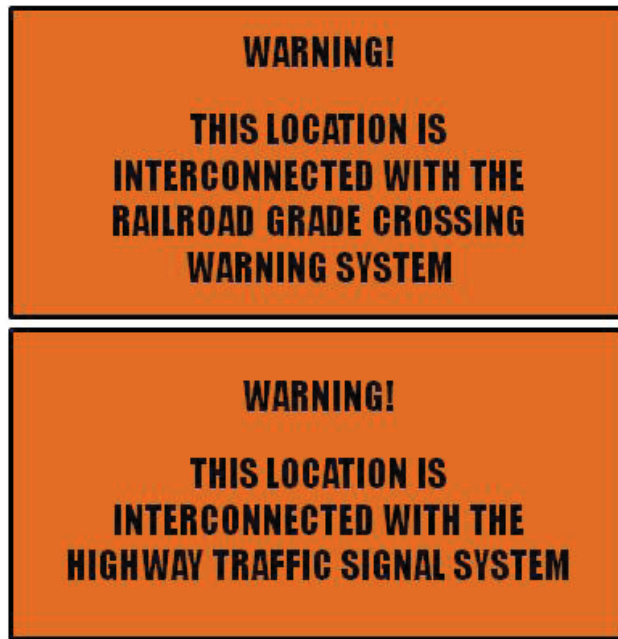 WARNING!
THIS LOCATION IS
INTERCONNECTED WITH THE
RAILROAD GRADE CROSSING
WARNING SYSTEM
WARNING!
THIS LOCATION IS
INTERCONNECTED WITH THE
HIGHWAY TRAFFIC SIGNAL SYSTEM